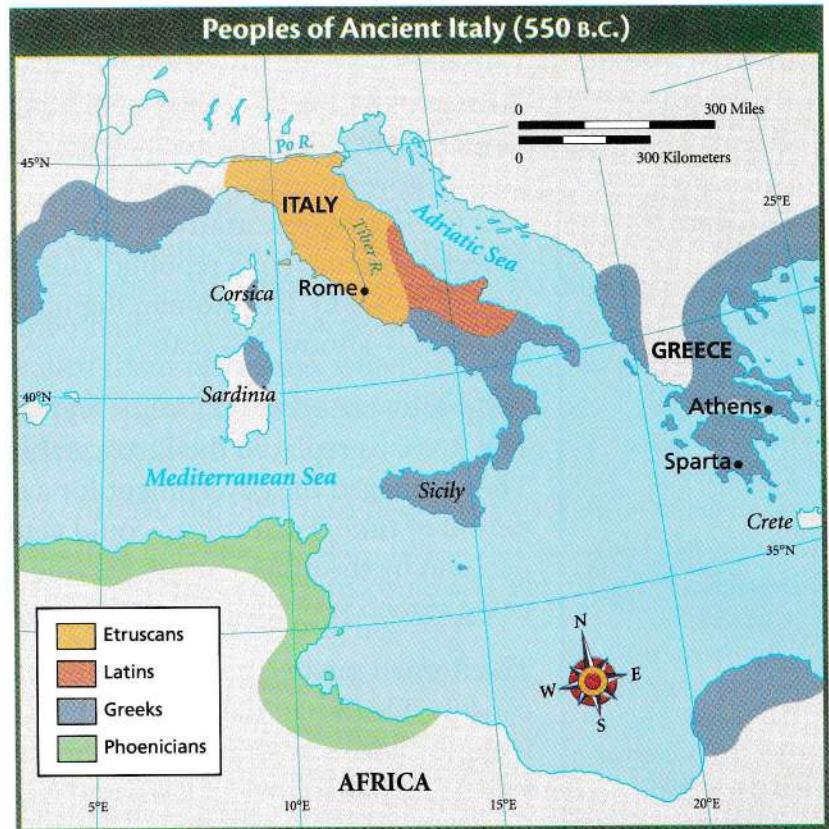 Peoples of Ancient Italy (550 B.C.)
0 300 Miles
0 300 Kilometers
Po R.
45°N
25°E
ITALY
Adriatic Sea
Tiber R.
Rome
Corsica
GREECE
40°N
Sardinia
Athens
Mediterranean Sea
Sparta
Sicily
Crete
35°N
N
W E
S
Etruscans
Latins
Greeks
Phoenicians
AFRICA
5°E 10°E 15°E 20°E